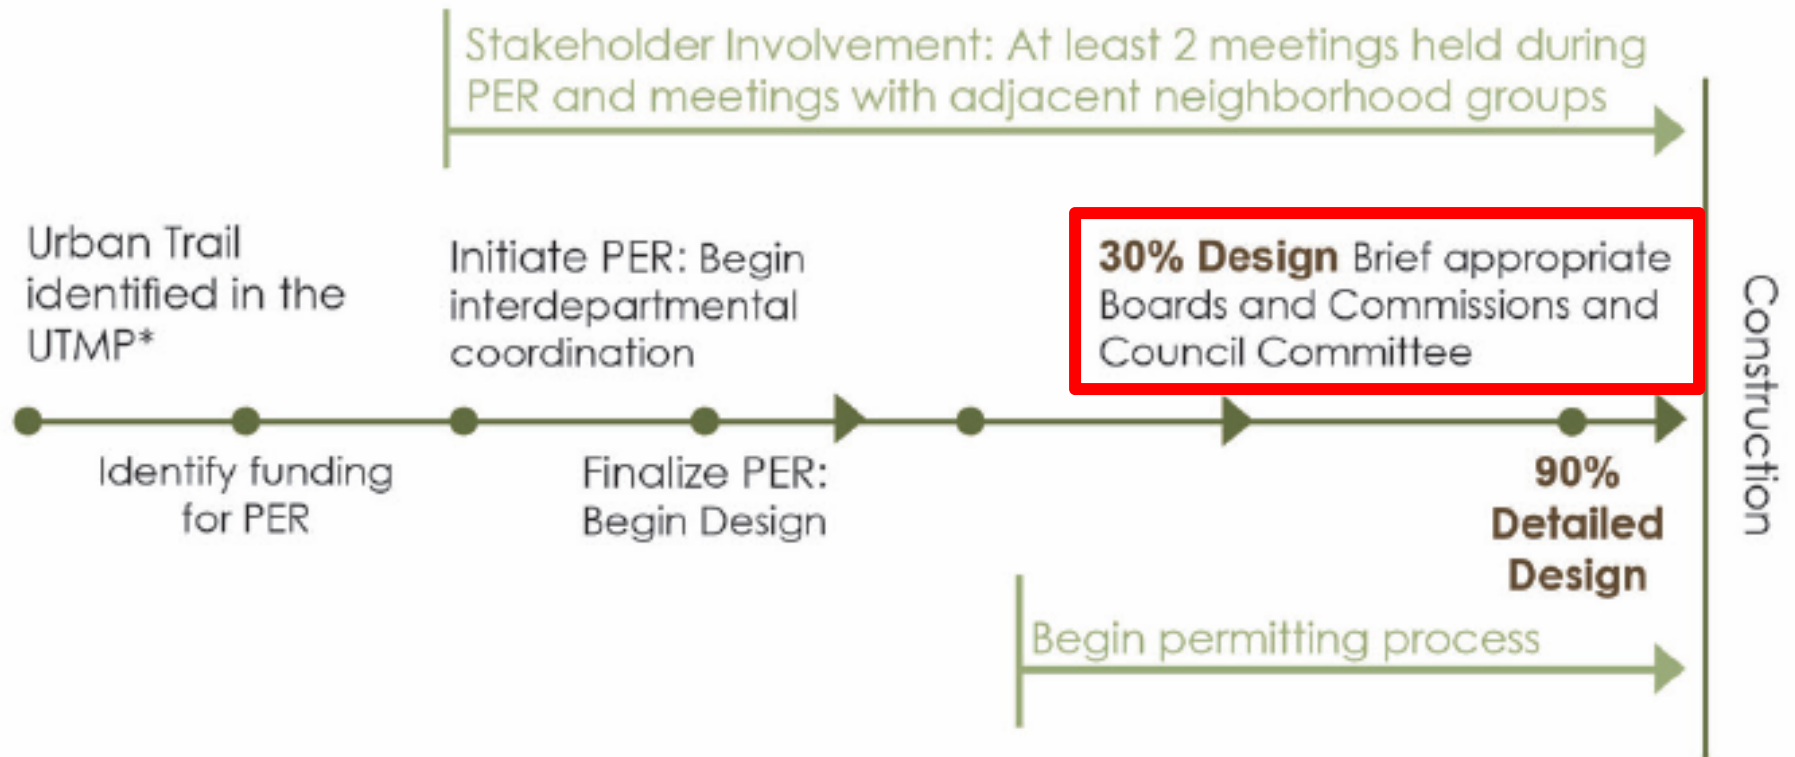 Stakeholder Involvement: At least 2 meetings held during
PER and meetings with adjacent neighborhood groups
Urban Trail
identified in the
UTMP*
Initiate PER: Begin
interdepartmental
coordination
30% Design Brief appropriate
Boards and Commissions and
Council Committee
Identify funding
for PER
Finalize PER:
Begin Design
90%
Detailed
Design
Begin permitting process
Construction